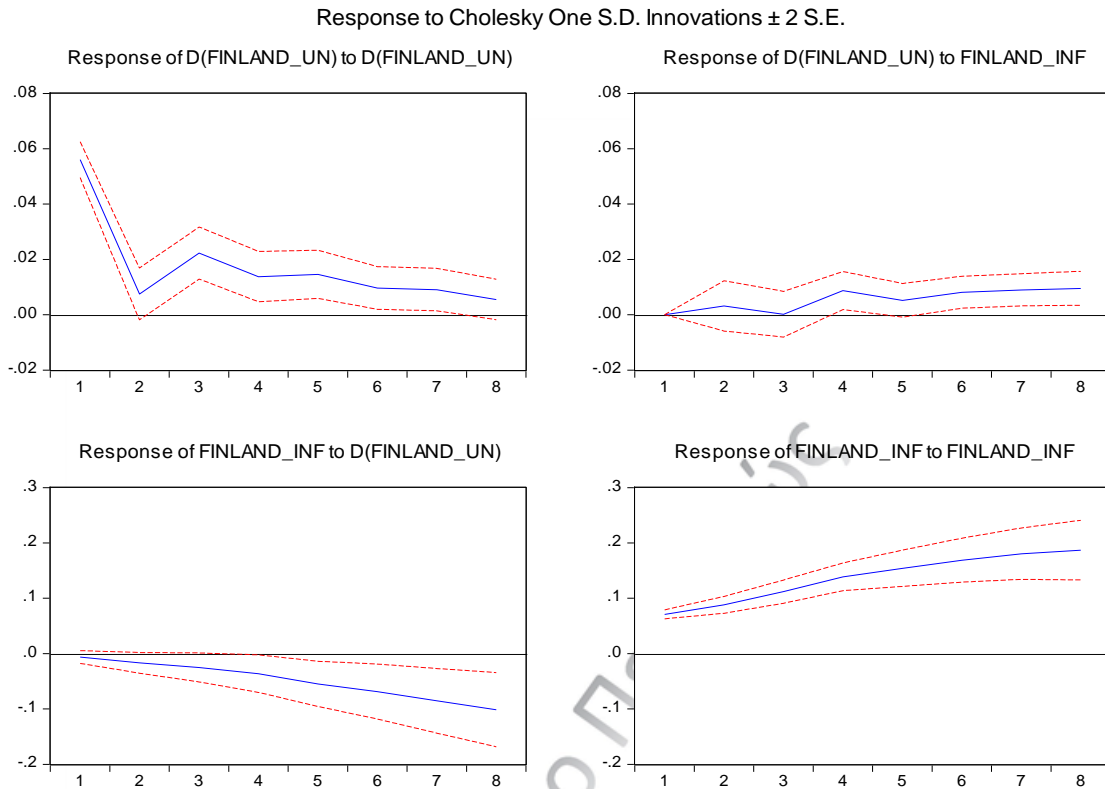 Response to Cholesky One S.D. Innovations ± 2 S.E.
Response of D(FINLAND_UN) to D(FINLAND_UN)
.08
.06
.04
.02
.00
-.02
1 2 3 4 5 6 7 8
Response of D(FINLAND_UN) to FINLAND_INF
.08
.06
.04
.02
.00
-.02
1 2 3 4 5 6 7 8
Response of FINLAND_INF to D(FINLAND_UN)
.3
.2
.1
.0
-.1
-.2
1 2 3 4 5 6 7 8
Response of FINLAND_INF to FINLAND_INF
.3
.2
.1
.0
-.1
-.2
1 2 3 4 5 6 7 8